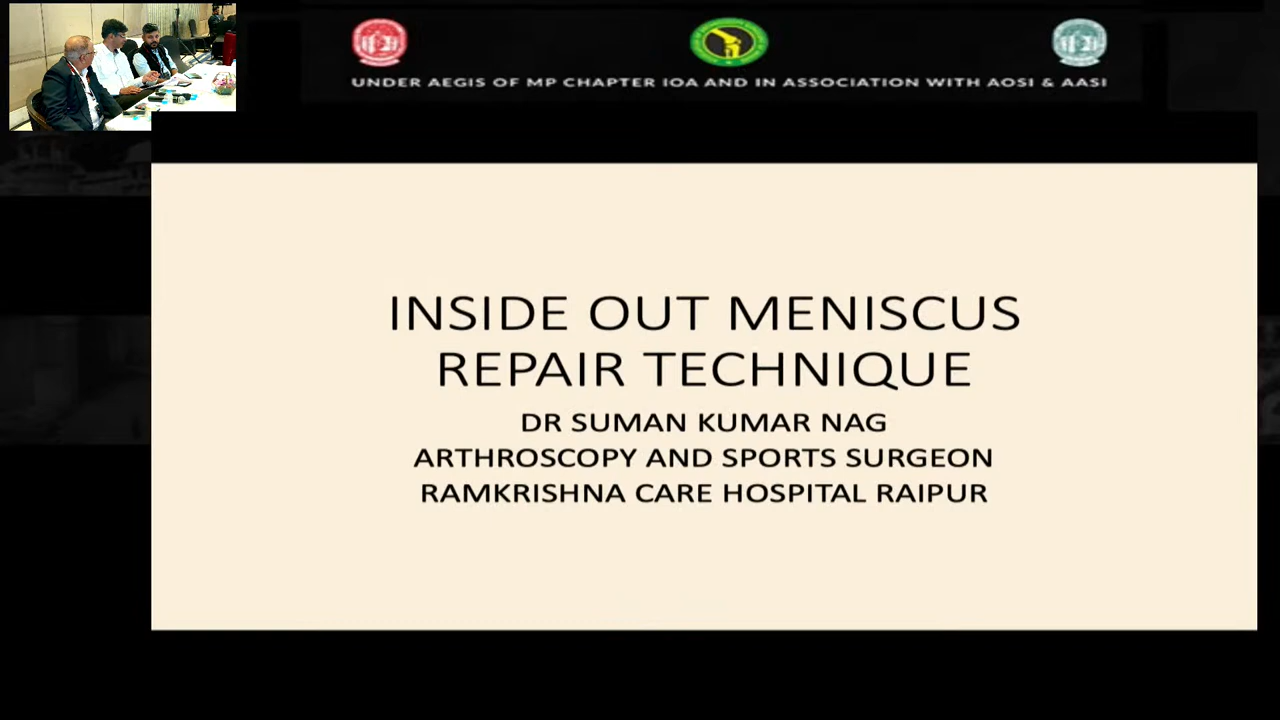 UNDER AEGIS OF MP CHAPTER IOA AND IN ASSOCIATION WITH AOSI & AASI
INSIDE OUT MENISCUS
REPAIR TECHNIQUE
DR SUMAN KUMAR NAG
ARTHROSCOPY AND SPORTS SURGEON
RAMKRISHNA CARE HOSPITAL RAIPUR